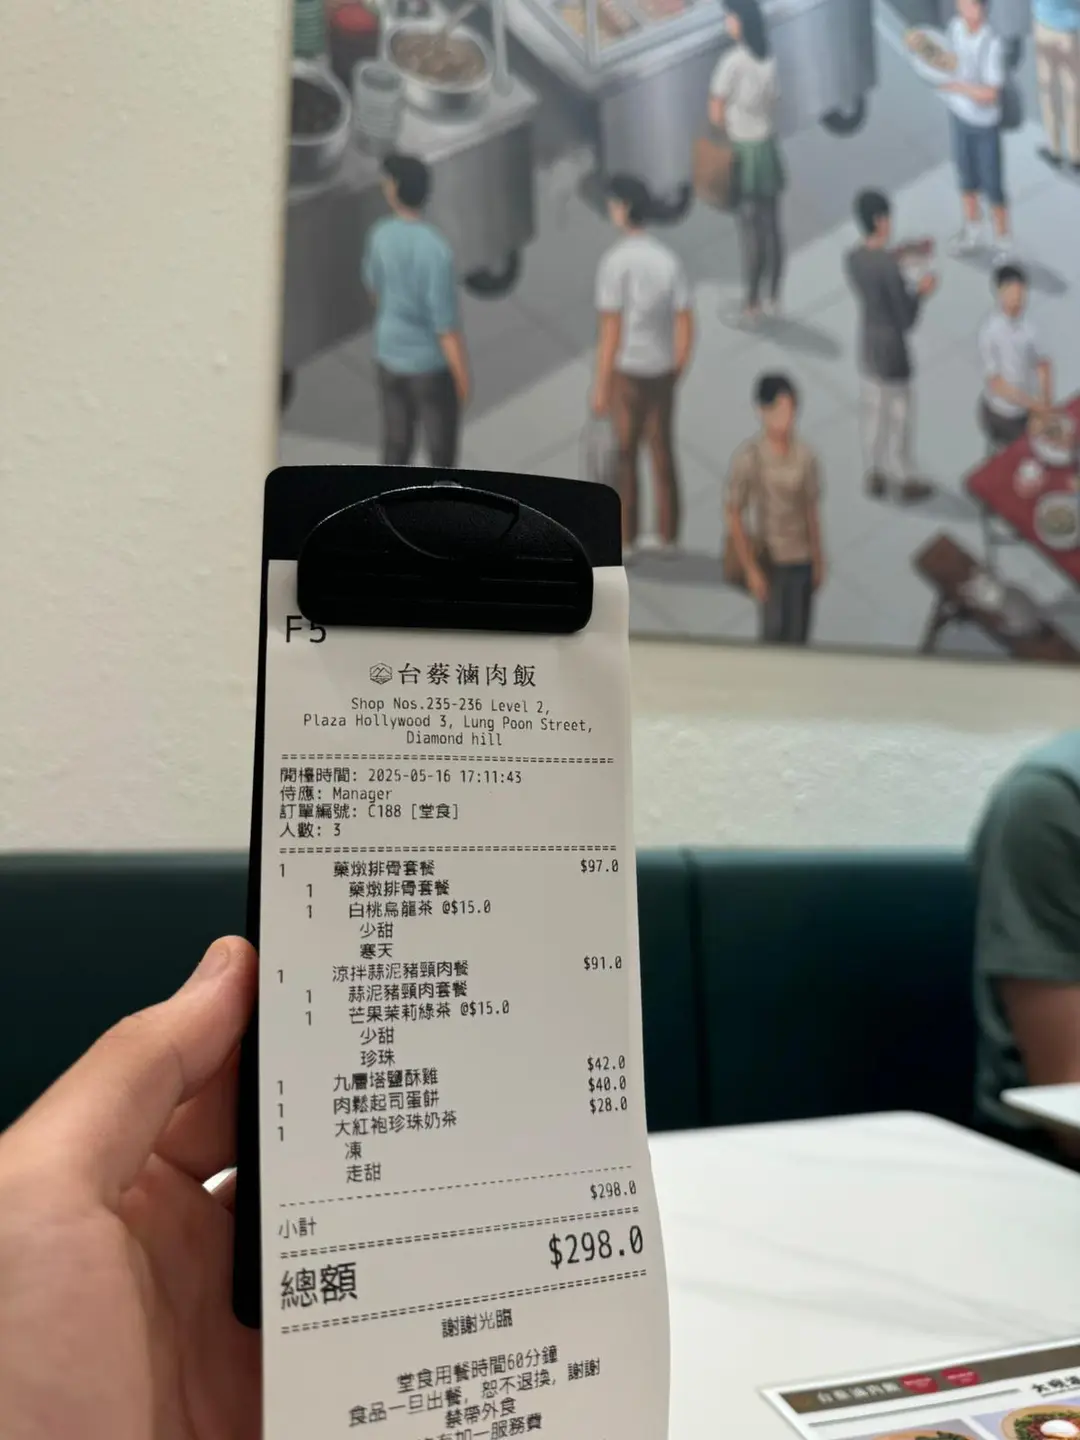 F5
台蔡滷肉飯
Shop Nos.235-236 Level 2,
Plaza Hollywood 3, Lung Poon Street,
Diamond hill
開檯時間: 2025-05-16 17:11:43
侍應: Manager
訂單編號: C188 [堂食]
人數: 3
1 藥燉排骨套餐 $97.0
1 藥燉排骨套餐
1 白桃烏龍茶 @$15.0
少甜
寒天
1 涼拌蒜泥豬頸肉餐 $91.0
1 蒜泥豬頸肉套餐
1 芒果茉莉綠茶 @$15.0
少甜
珍珠
1 九層塔鹽酥雞 $42.0
1 肉鬆起司蛋餅 $40.0
1 大紅袍珍珠奶茶 $28.0
凍
走甜
小計 $298.0
總額 $298.0
謝謝光臨
堂食用餐時間60分鐘
食品一旦出餐, 恕不退換, 謝謝
禁帶外食
加一服務費